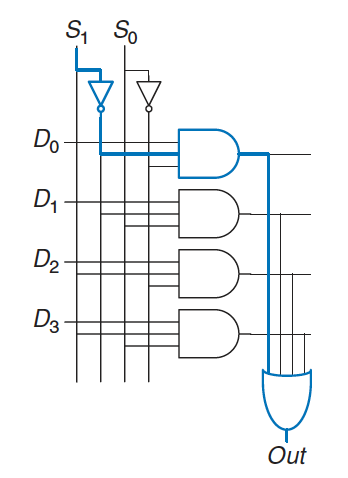 S₁ S₀
D₀
D₁
D₂
D₃
Out